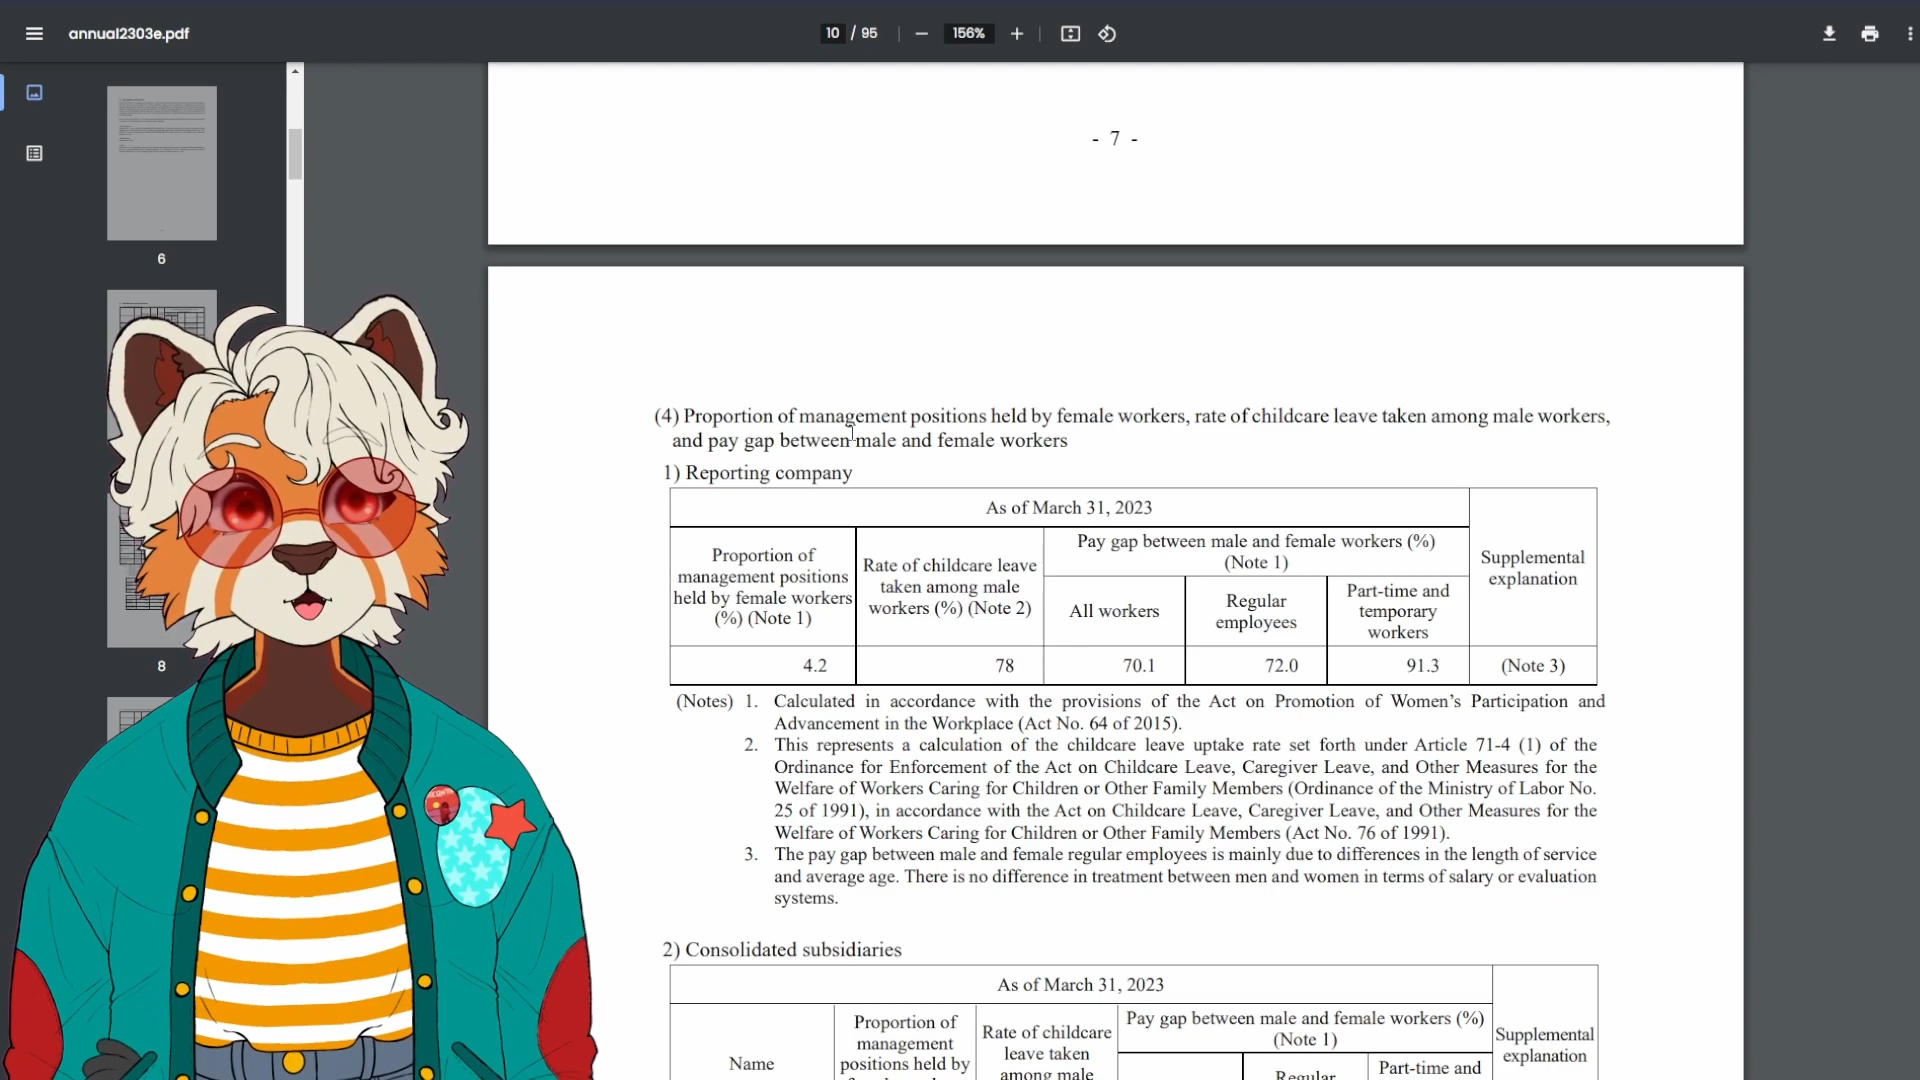 annual2303e.pdf
10 / 95
156%
6
8
- 7 -
(4) Proportion of management positions held by female workers, rate of childcare leave taken among male workers,
and pay gap between male and female workers
1) Reporting company
As of March 31, 2023
Proportion of
management positions
held by female workers
(%) (Note 1)
Rate of childcare leave
taken among male
workers (%) (Note 2)
Pay gap between male and female workers (%)
(Note 1)
All workers
Regular
employees
Part-time and
temporary
workers
Supplemental
explanation
4.2
78
70.1
72.0
91.3
(Note 3)
(Notes) 1. Calculated in accordance with the provisions of the Act on Promotion of Women's Participation and
Advancement in the Workplace (Act No. 64 of 2015).
2. This represents a calculation of the childcare leave uptake rate set forth under Article 71-4 (1) of the
Ordinance for Enforcement of the Act on Childcare Leave, Caregiver Leave, and Other Measures for the
Welfare of Workers Caring for Children or Other Family Members (Ordinance of the Ministry of Labor No.
25 of 1991), in accordance with the Act on Childcare Leave, Caregiver Leave, and Other Measures for the
Welfare of Workers Caring for Children or Other Family Members (Act No. 76 of 1991).
3. The pay gap between male and female regular employees is mainly due to differences in the length of service
and average age. There is no difference in treatment between men and women in terms of salary or evaluation
systems.
2) Consolidated subsidiaries
As of March 31, 2023
Name
Proportion of
management
positions held by
Rate of childcare
leave taken
among male
Pay gap between male and female workers (%)
(Note 1)
Regular
Part-time and
Supplemental
explanation